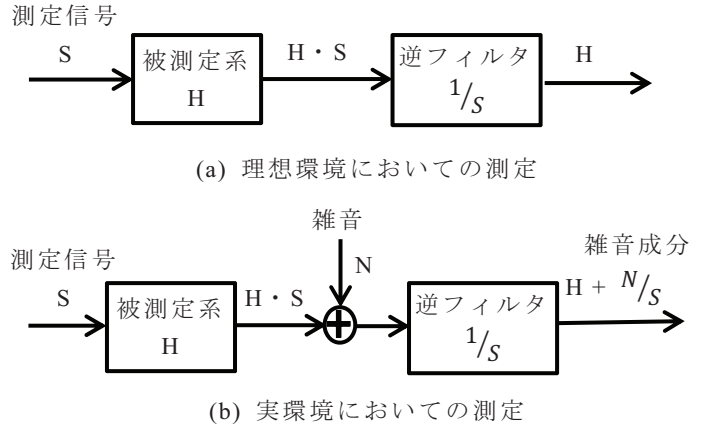 測定信号
S
被測定系
H
H・S
逆フィルタ
1/S
H
(a) 理想環境においての測定
雑音
N
測定信号
S
被測定系
H
H・S
逆フィルタ
1/S
雑音成分
H + N/S
(b) 実環境においての測定